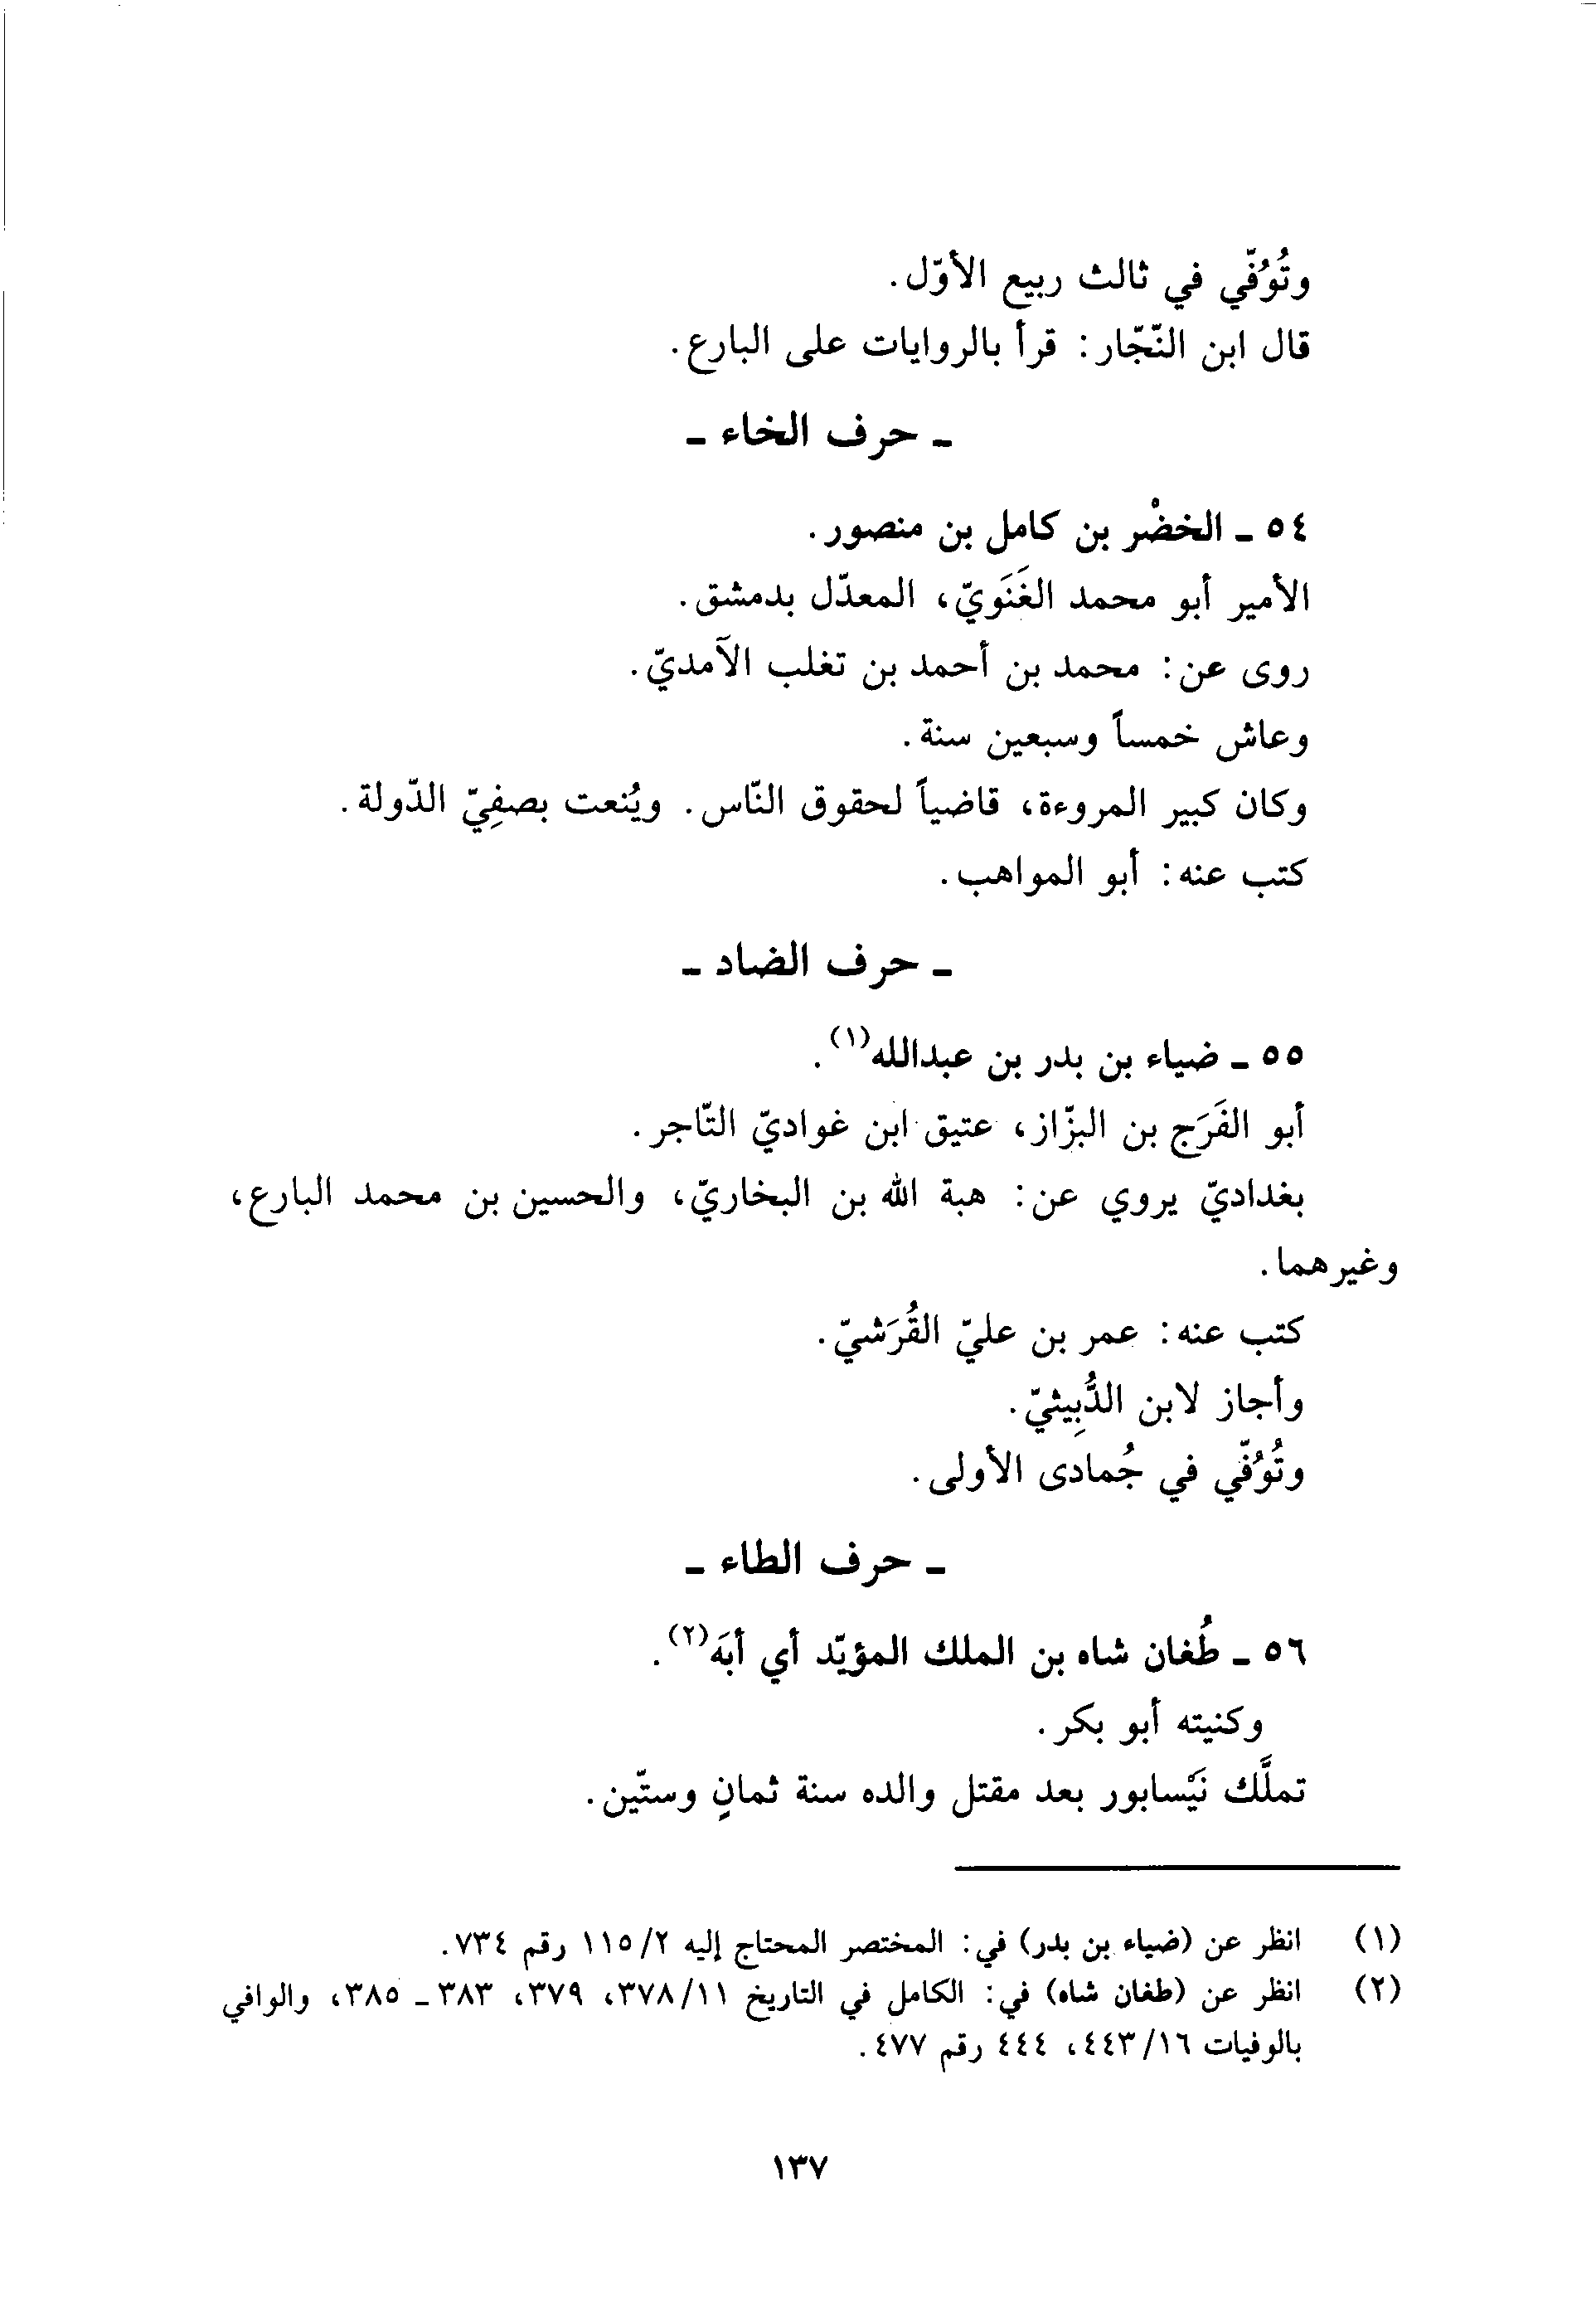 وتُوُفّي في ثالث ربيع الأوّل.
قال ابن النّجّار: قرأ بالروايات على البارع.
ـ حرف الخاء ـ
٥٤ ـ الخضْر بن كامل بن منصور.
الأمير أبو محمد الغَنَويّ، المعدّل بدمشق.
روى عن: محمد بن أحمد بن تغلب الآمديّ.
وعاش خمساً وسبعين سنة.
وكان كبير المروءة، قاضياً لحقوق النّاس. ويُنعت بصفِيّ الدّولة.
كتب عنه: أبو المواهب.
ـ حرف الضاد ـ
٥٥ ـ ضياء بن بدر بن عبدالله(١).
أبو الفَرَج بن البزّاز، عتيق ابن غواديّ التّاجر.
بغداديّ يروي عن: هبة الله بن البخاريّ، والحسين بن محمد البارع،
وغيرهما.
كتب عنه: عمر بن عليّ القُرَشيّ.
وأجاز لابن الدُّبِيثيّ.
وتُوُفّي في جُمادى الأولى.
ـ حرف الطاء ـ
٥٦ ـ طُغان شاه بن الملك المؤيّد أي أبَه(٢).
وكنيته أبو بكر.
تملَّك نَيْسابور بعد مقتل والده سنة ثمانٍ وستّين.
(١) انظر عن (ضياء بن بدر) في: المختصر المحتاج إليه ١١٥/٢ رقم ٧٣٤.
(٢) انظر عن (طغان شاه) في: الكامل في التاريخ ٣٧٨/١١، ٣٧٩، ٣٨٣ ـ ٣٨٥، والوافي
بالوفيات ٤٤٣/١٦، ٤٤٤ رقم ٤٧٧.
١٣٧